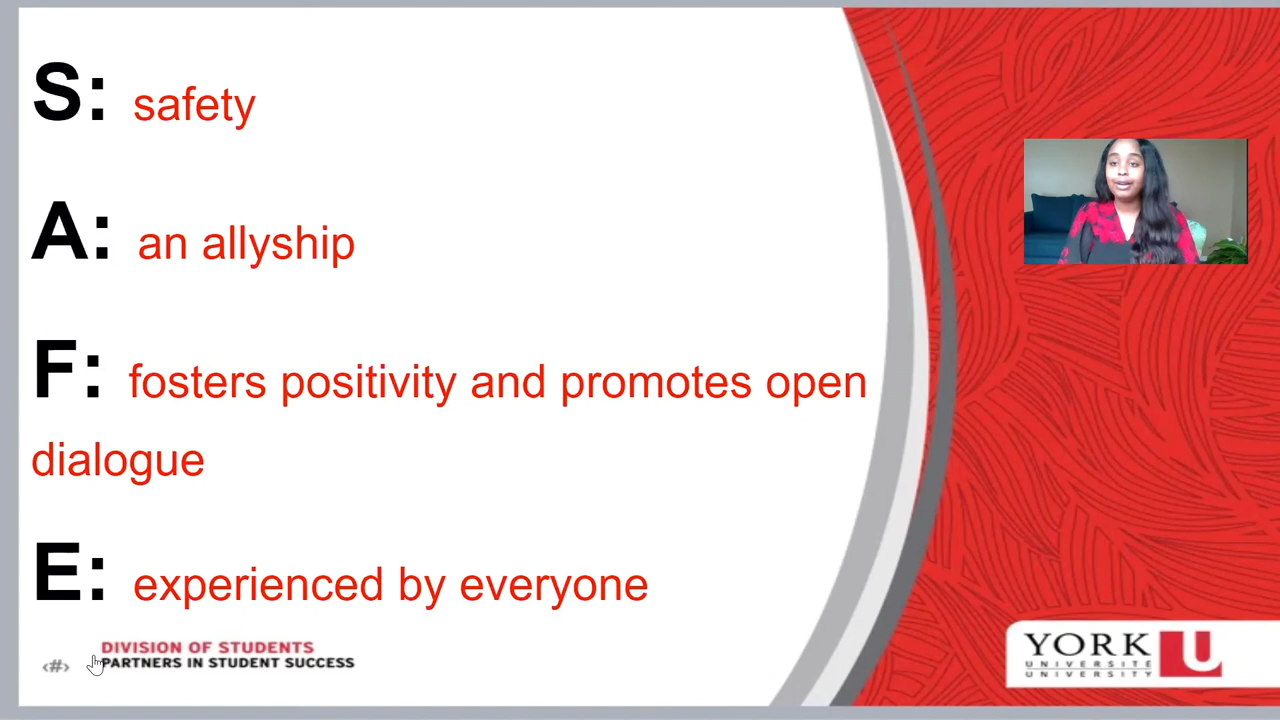 S: safety
A: an allyship
F: fosters positivity and promotes open
dialogue
E: experienced by everyone
‹#›
DIVISION OF STUDENTS
PARTNERS IN STUDENT SUCCESS
YORK U
UNIVERSITÉ
UNIVERSITY